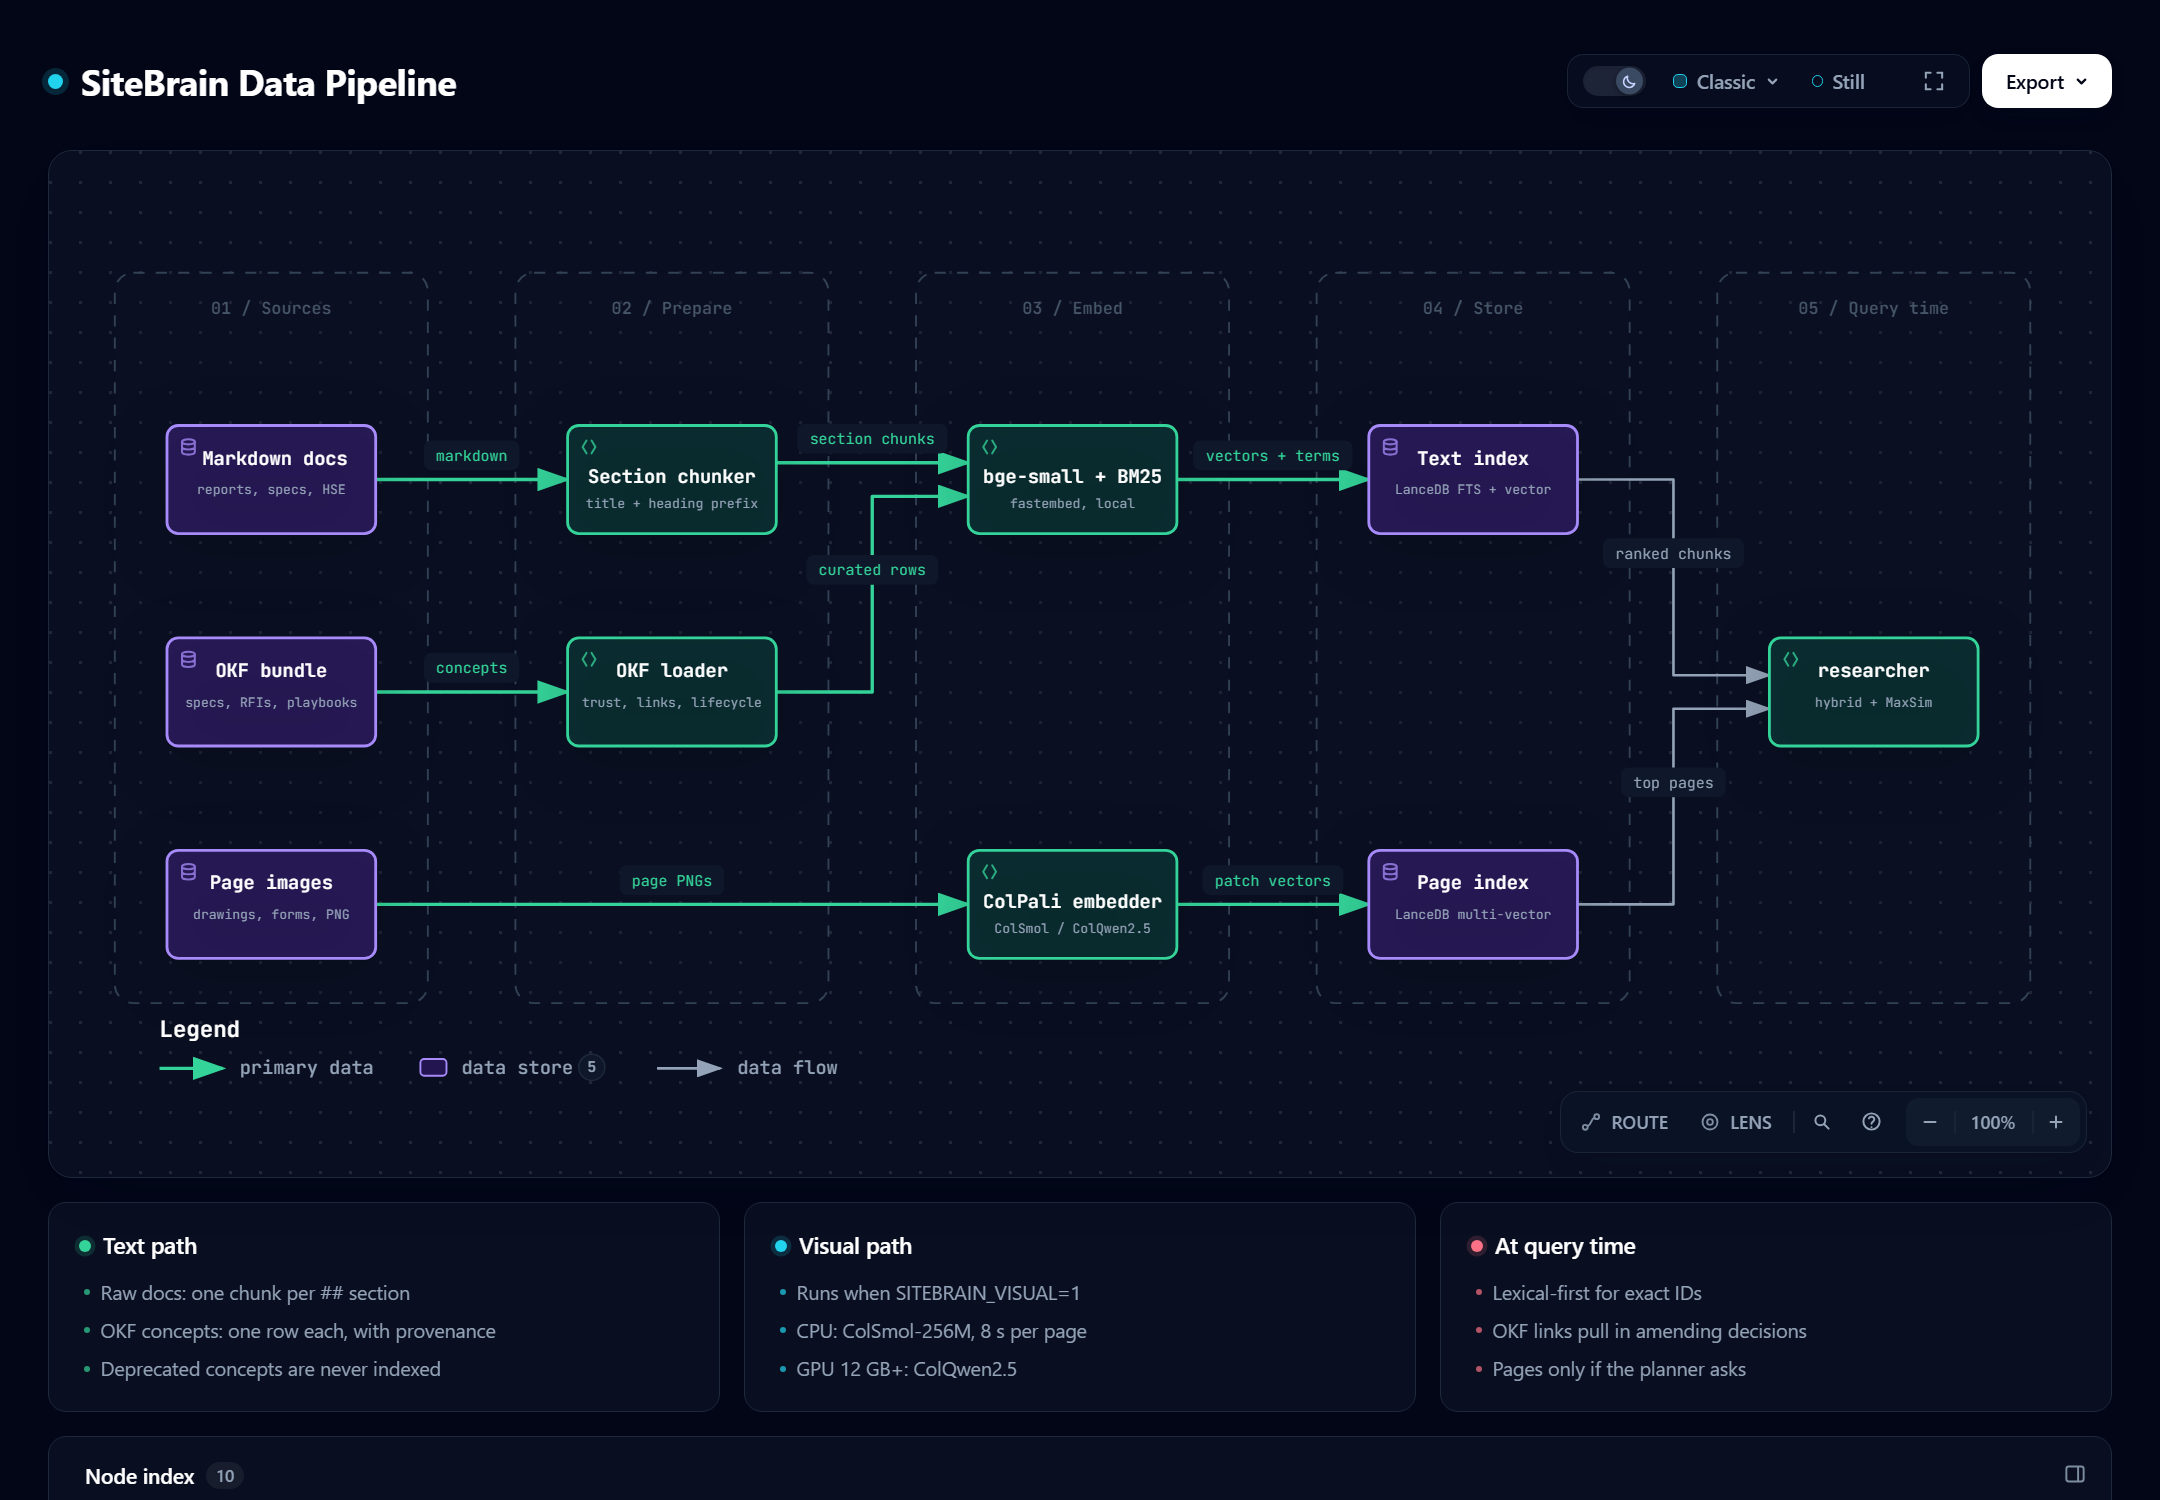 SiteBrain Data Pipeline
Classic
Still
Export
01 / Sources
02 / Prepare
03 / Embed
04 / Store
05 / Query time
Markdown docs
reports, specs, HSE
markdown
Section chunker
title + heading prefix
section chunks
bge-small + BM25
fastembed, local
vectors + terms
Text index
LanceDB FTS + vector
ranked chunks
curated rows
OKF bundle
specs, RFIs, playbooks
concepts
OKF loader
trust, links, lifecycle
researcher
hybrid + MaxSim
top pages
Page images
drawings, forms, PNG
page PNGs
ColPali embedder
ColSmol / ColQwen2.5
patch vectors
Page index
LanceDB multi-vector
Legend
primary data
data store 5
data flow
ROUTE
LENS
100%
Text path
Raw docs: one chunk per ## section
OKF concepts: one row each, with provenance
Deprecated concepts are never indexed
Visual path
Runs when SITEBRAIN_VISUAL=1
CPU: ColSmol-256M, 8 s per page
GPU 12 GB+: ColQwen2.5
At query time
Lexical-first for exact IDs
OKF links pull in amending decisions
Pages only if the planner asks
Node index 10